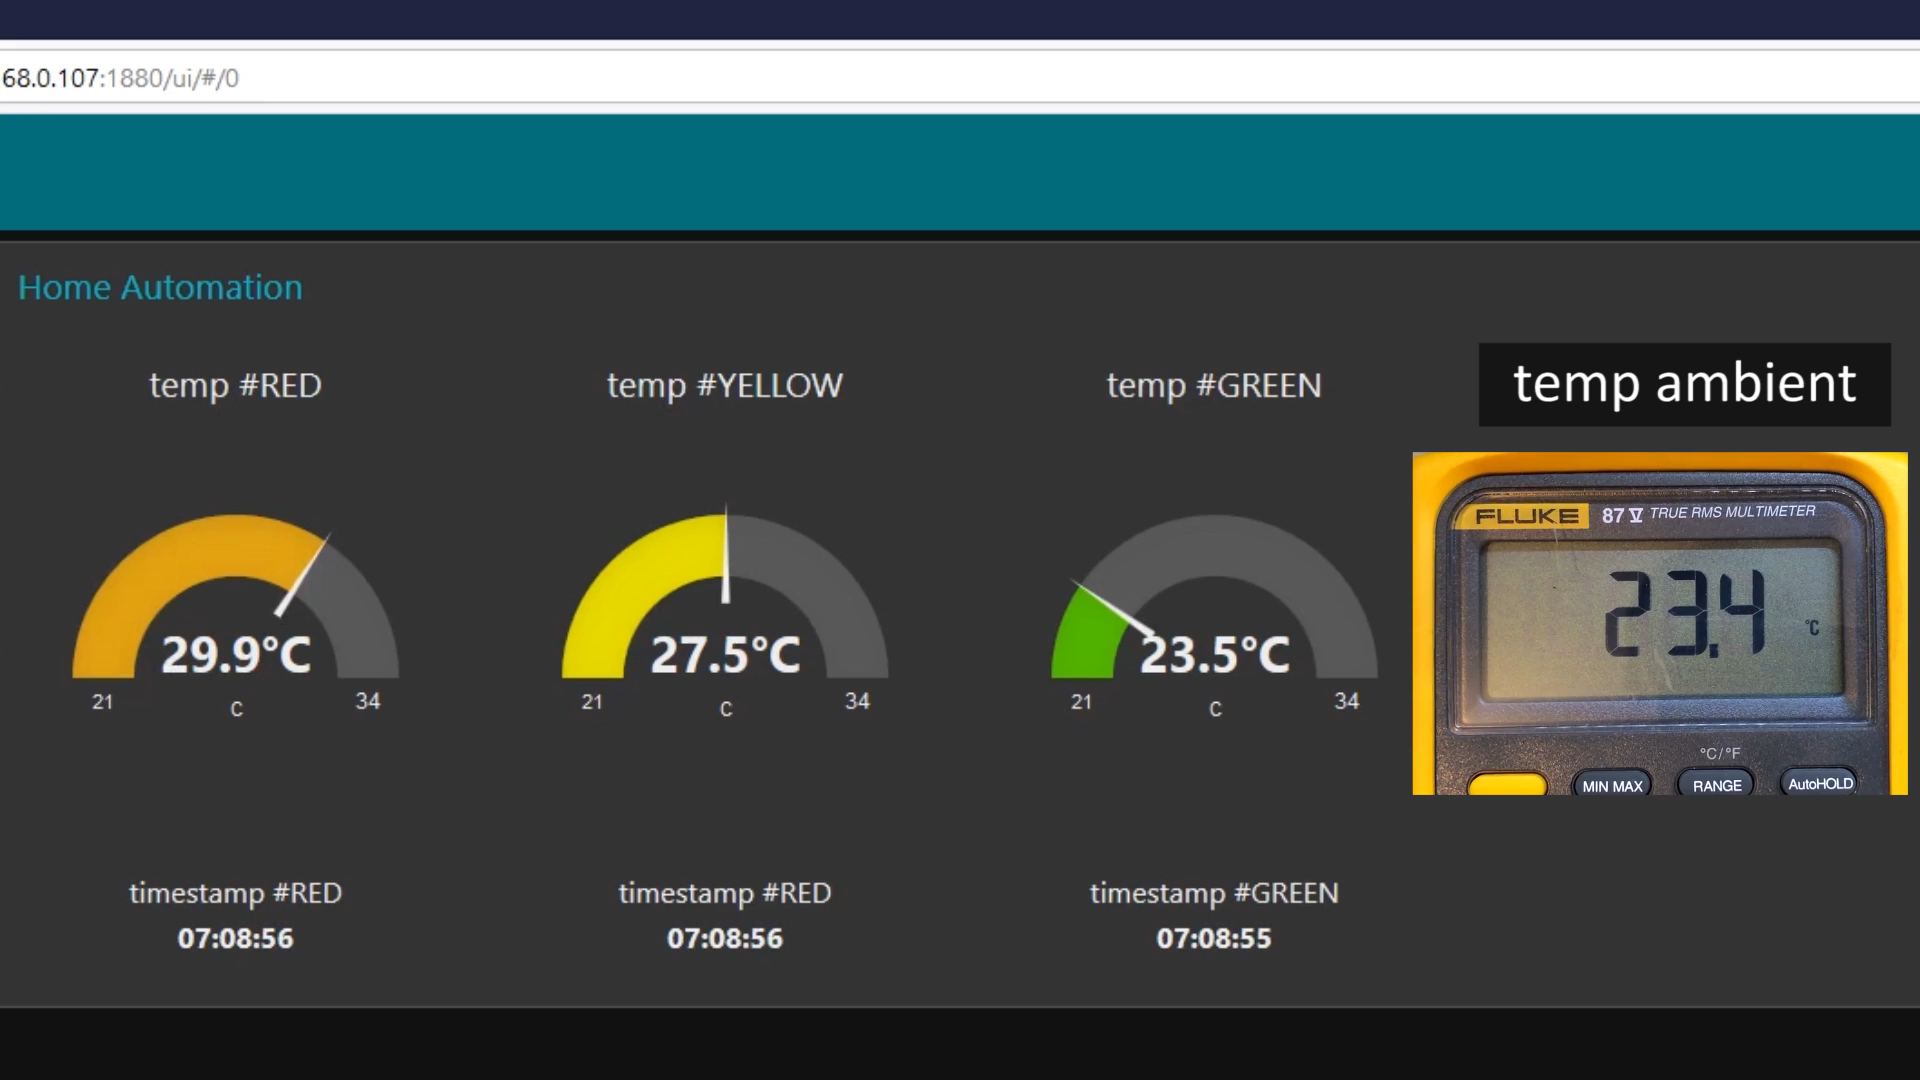 68.0.107:1880/ui/#/0
Home Automation
temp #RED
temp #YELLOW
temp #GREEN
temp ambient
29.9°C
21
C
34
27.5°C
21
C
34
23.5°C
21
C
34
FLUKE 87 V TRUE RMS MULTIMETER
23.4 °C
°C/°F
MIN MAX
RANGE
AutoHOLD
timestamp #RED
07:08:56
timestamp #RED
07:08:56
timestamp #GREEN
07:08:55